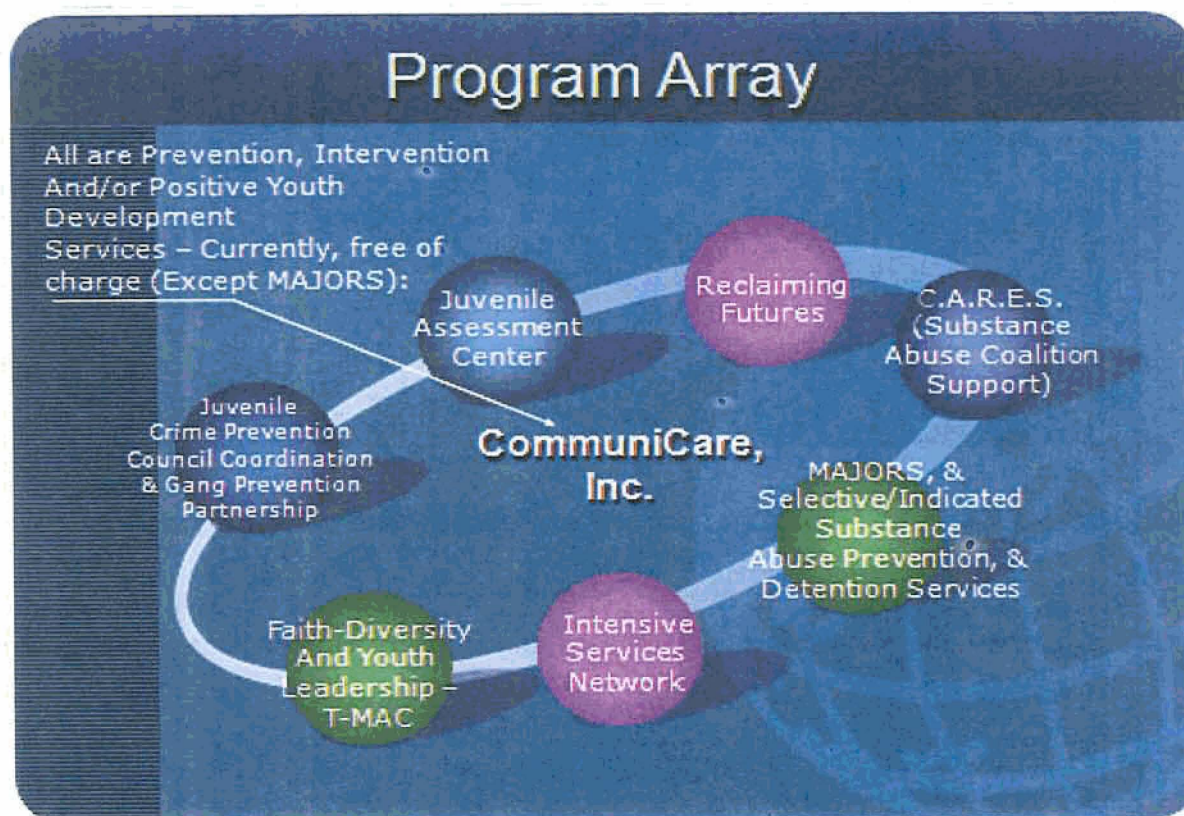 Program Array
All are Prevention, Intervention
And/or Positive Youth
Development
Services – Currently, free of
charge (Except MAJORS):
Juvenile
Assessment
Center
Reclaiming
Futures
C.A.R.E.S.
(Substance
Abuse Coalition
Support)
Juvenile
Crime Prevention
Council Coordination
& Gang Prevention
Partnership
CommuniCare,
Inc.
MAJORS, &
Selective/Indicated
Substance
Abuse Prevention, &
Detention Services
Faith-Diversity
And Youth
Leadership –
T-MAC
Intensive
Services
Network